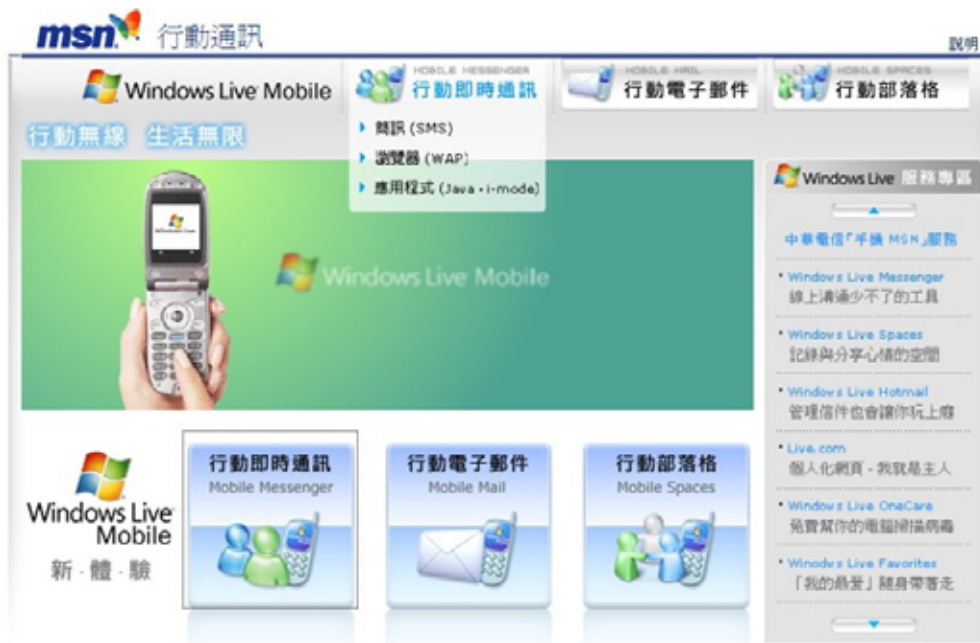 msn 行動通訊
說明
Windows Live Mobile
MOBILE MESSENGER
行動即時通訊
MOBILE MAIL
行動電子郵件
MOBILE SPACES
行動部落格
簡訊 (SMS)
瀏覽器 (WAP)
應用程式 (Java・i-mode)
行動無線 生活無限
Windows Live Mobile
Windows Live 服務專區
中華電信「手機 MSN」服務
Windows Live Messenger
線上溝通少不了的工具
Windows Live Spaces
記錄與分享心情的空間
Windows Live Hotmail
管理信件也會讓你玩上癮
Live.com
個人化網頁 - 我就是主人
Windows Live OneCare
免費幫你的電腦掃描病毒
Winodws Live Favorites
「我的最愛」隨身帶著走
Windows Live
Mobile
新 · 體 · 驗
行動即時通訊
Mobile Messenger
行動電子郵件
Mobile Mail
行動部落格
Mobile Spaces